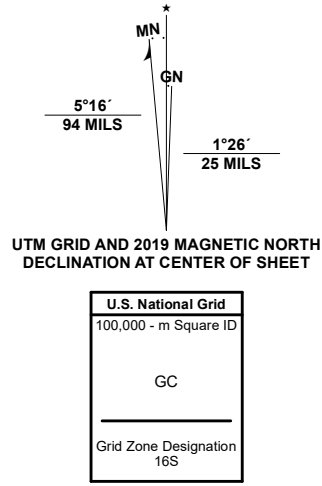 MN
GN
5°16´
94 MILS
1°26´
25 MILS
UTM GRID AND 2019 MAGNETIC NORTH
DECLINATION AT CENTER OF SHEET
U.S. National Grid
100,000 - m Square ID
GC
Grid Zone Designation
16S